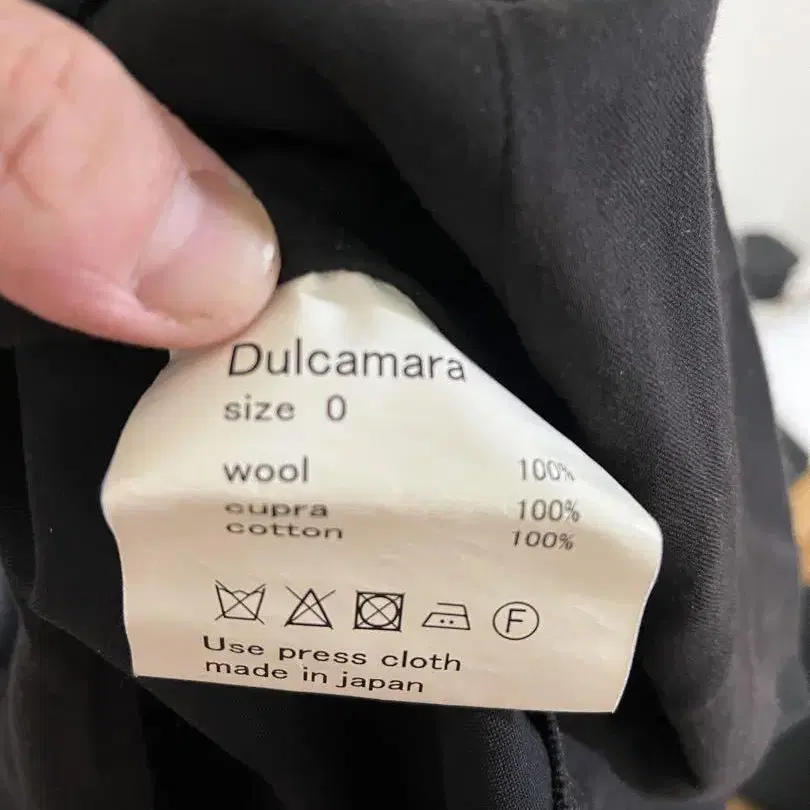 Dulcamara
size 0
wool 100%
cupra 100%
cotton 100%
F
Use press cloth
made in japan